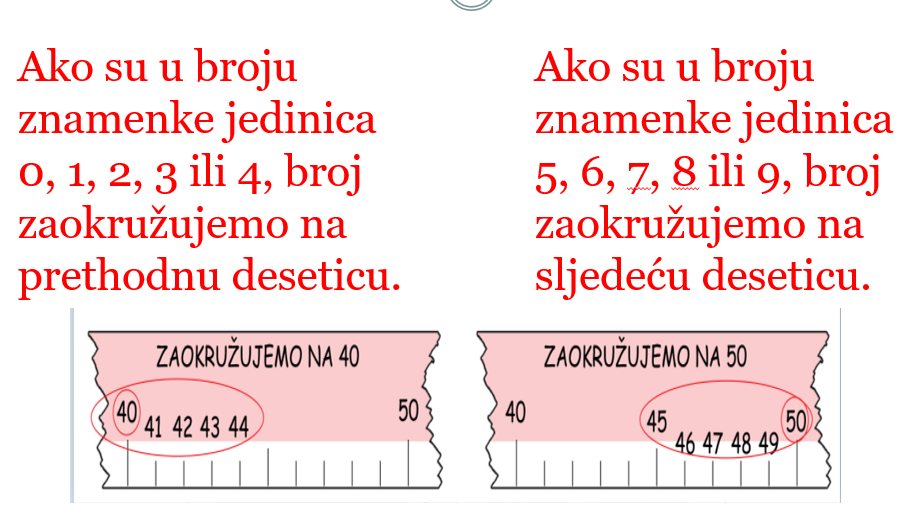 Ako su u broju
znamenke jedinica
0, 1, 2, 3 ili 4, broj
zaokružujemo na
prethodnu deseticu.
Ako su u broju
znamenke jedinica
5, 6, 7, 8 ili 9, broj
zaokružujemo na
sljedeću deseticu.
ZAOKRUŽUJEMO NA 40
40 41 42 43 44 50
ZAOKRUŽUJEMO NA 50
40 45 46 47 48 49 50